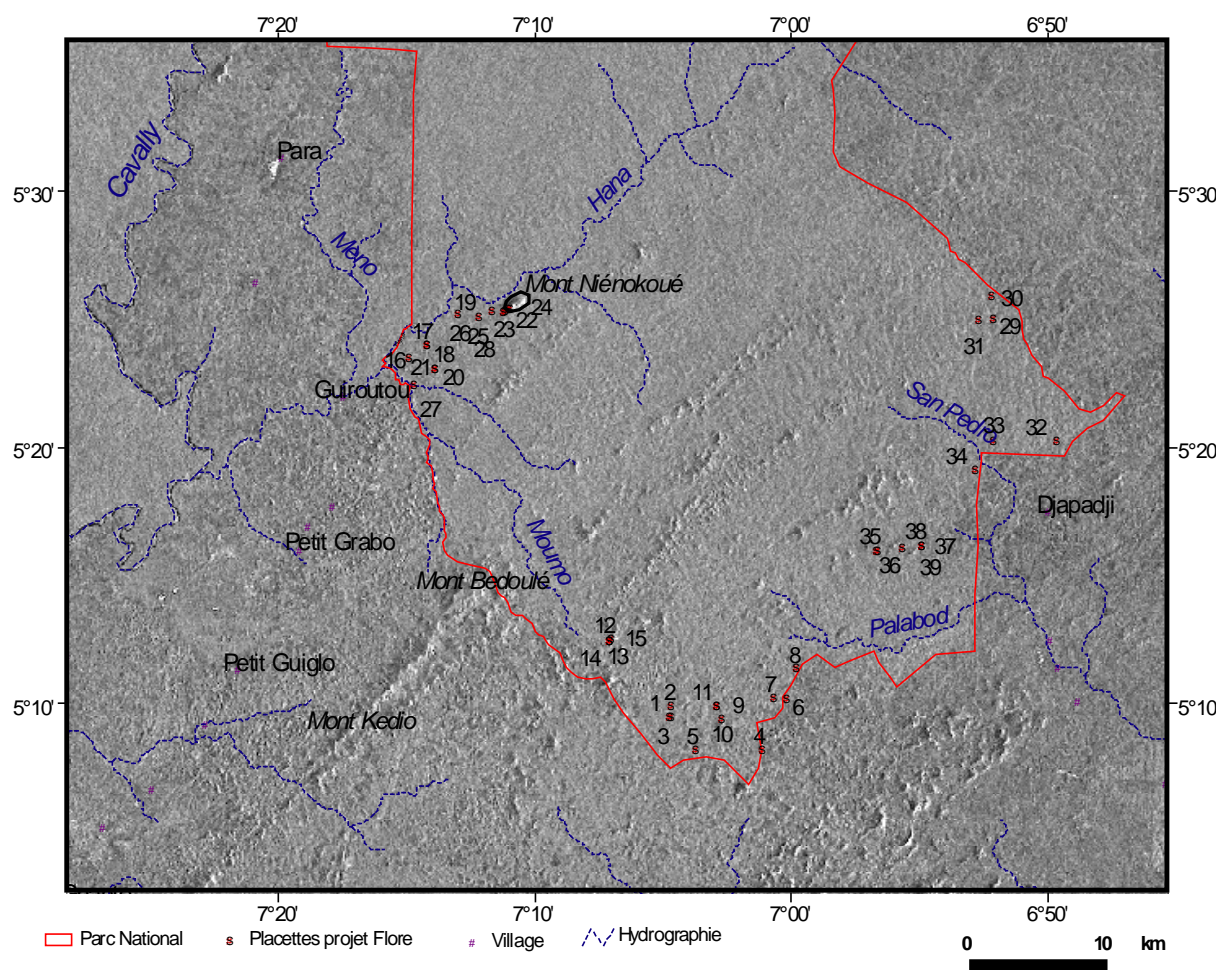 7°20' 7°10' 7°00' 6°50'
Cavally
Para
5°30' 5°30'
Hana
Meno
Mont Niénokoué
30
19 24
17 26 25 23 22 29
28 31
16 18
21 20
Guiroutou
27
San Pedro
33 32
5°20' 5°20'
34
Djapadji
Petit Grabo
35 38 37
36 39
Moumo
Mont Bedoulé
Palabod
12 15
14 13
8
Petit Guiglo
7
1 2 11 9 6
5°10' 5°10'
Mont Kedio
3 5 10 4
7°20' 7°10' 7°00' 6°50'
Parc National
s Placettes projet Flore
# Village
Hydrographie
0 10 km